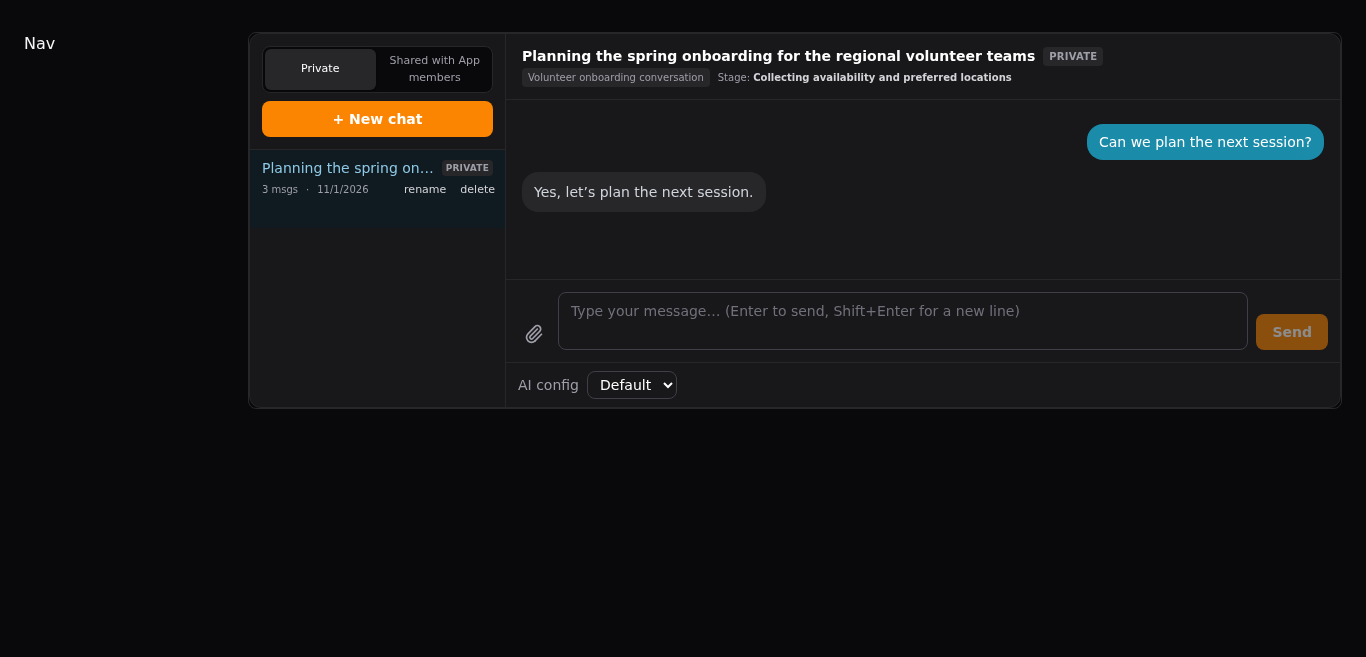 Nav
Private
Shared with App
members
+ New chat
Planning the spring on… PRIVATE
3 msgs · 11/1/2026 rename delete
Planning the spring onboarding for the regional volunteer teams PRIVATE
Volunteer onboarding conversation Stage: Collecting availability and preferred locations
Can we plan the next session?
Yes, let’s plan the next session.
Type your message… (Enter to send, Shift+Enter for a new line)
Send
AI config Default